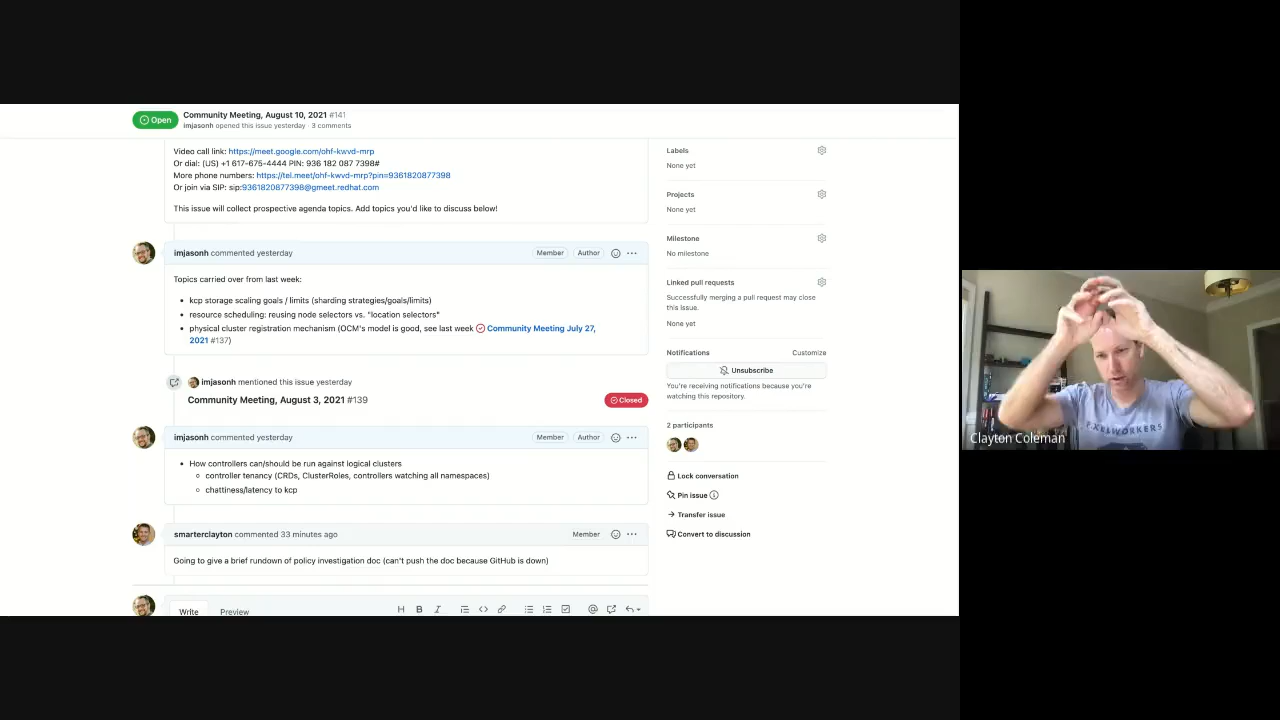 Open
Community Meeting, August 10, 2021 #141
imjasonh opened this issue yesterday · 3 comments
Video call link: https://meet.google.com/ohf-kwvd-mrp
Or dial: (US) +1 617-675-4444 PIN: 936 182 087 7398#
More phone numbers: https://tel.meet/ohf-kwvd-mrp?pin=9361820877398
Or join via SIP: sip:9361820877398@gmeet.redhat.com
This issue will collect prospective agenda topics. Add topics you'd like to discuss below!
imjasonh commented yesterday
Member
Author
Topics carried over from last week:
• kcp storage scaling goals / limits (sharding strategies/goals/limits)
• resource scheduling: reusing node selectors vs. "location selectors"
• physical cluster registration mechanism (OCM's model is good, see last week Community Meeting July 27,
2021 #137)
imjasonh mentioned this issue yesterday
Community Meeting, August 3, 2021 #139
Closed
imjasonh commented yesterday
Member
Author
• How controllers can/should be run against logical clusters
◦ controller tenancy (CRDs, ClusterRoles, controllers watching all namespaces)
◦ chattiness/latency to kcp
smarterclayton commented 33 minutes ago
Member
Going to give a brief rundown of policy investigation doc (can't push the doc because GitHub is down)
Write
Preview
Labels
None yet
Projects
None yet
Milestone
No milestone
Linked pull requests
Successfully merging a pull request may close
this issue.
None yet
Notifications
Customize
Unsubscribe
You're receiving notifications because you're
watching this repository.
2 participants
Lock conversation
Pin issue
Transfer issue
Convert to discussion
PIXELWORKERS
Clayton Coleman